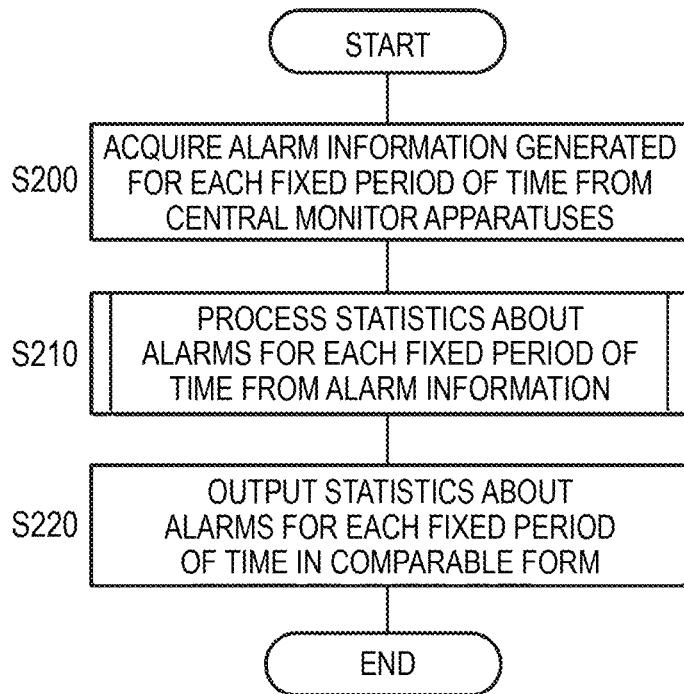 START
S200
ACQUIRE ALARM INFORMATION GENERATED
FOR EACH FIXED PERIOD OF TIME FROM
CENTRAL MONITOR APPARATUSES
S210
PROCESS STATISTICS ABOUT
ALARMS FOR EACH FIXED PERIOD OF
TIME FROM ALARM INFORMATION
S220
OUTPUT STATISTICS ABOUT
ALARMS FOR EACH FIXED PERIOD
OF TIME IN COMPARABLE FORM
END